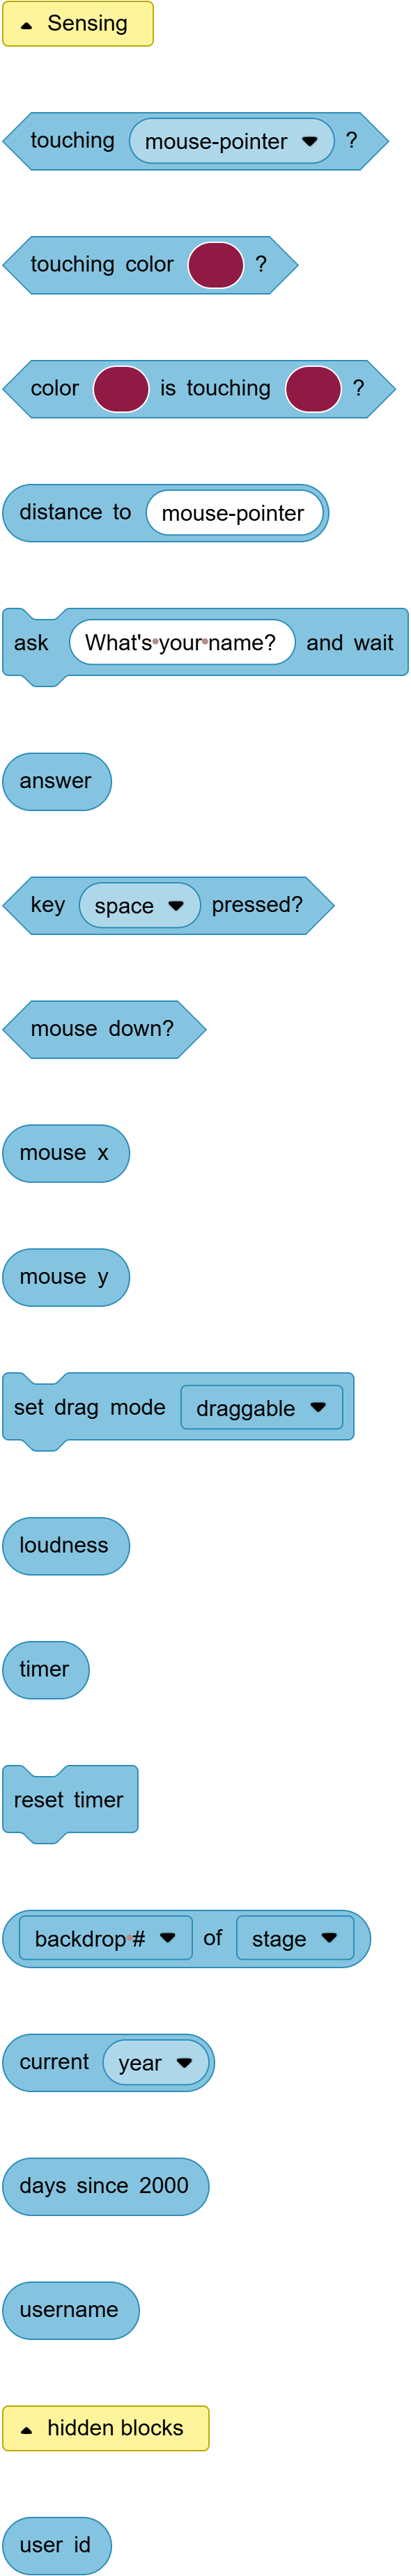 Sensing
touching mouse-pointer ?
touching color ?
color is touching ?
distance to mouse-pointer
ask What's your name? and wait
answer
key space pressed?
mouse down?
mouse x
mouse y
set drag mode draggable
loudness
timer
reset timer
backdrop # of stage
current year
days since 2000
username
hidden blocks
user id